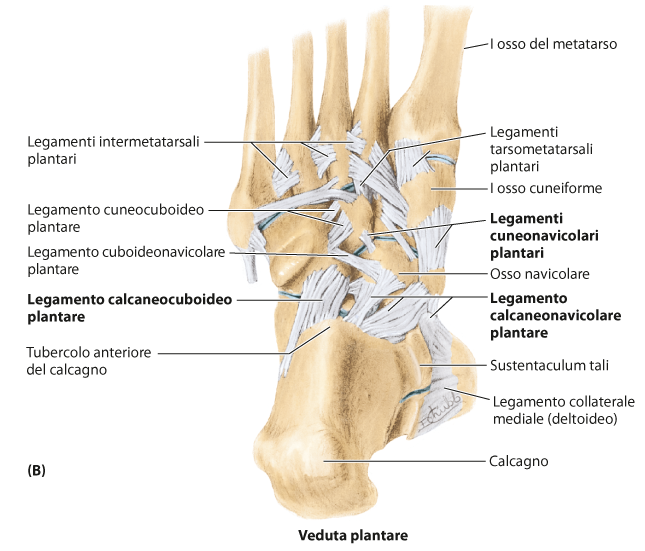 I osso del metatarso
Legamenti intermetatarsali
plantari
Legamenti
tarsometatarsali
plantari
I osso cuneiforme
Legamento cuneocuboideo
plantare
Legamenti
cuneonavicolari
plantari
Legamento cuboideonavicolare
plantare
Osso navicolare
Legamento calcaneocuboideo
plantare
Legamento
calcaneonavicolare
plantare
Tubercolo anteriore
del calcagno
Sustentaculum tali
Legamento collaterale
mediale (deltoideo)
Calcagno
(B)
Veduta plantare